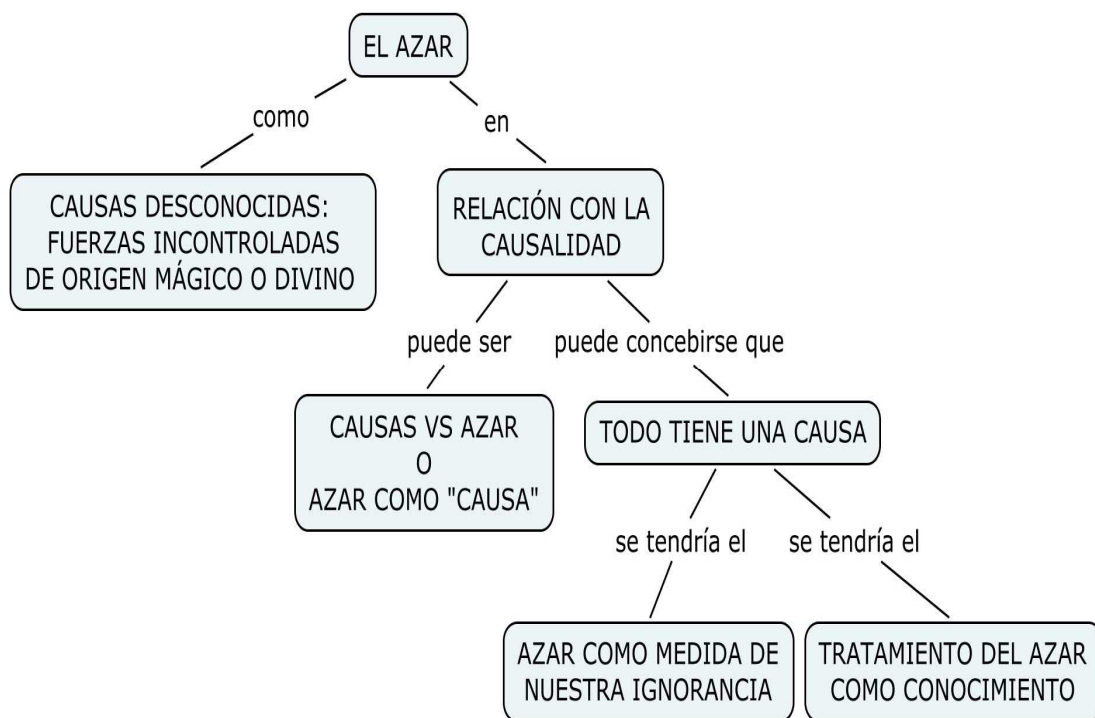 EL AZAR
como
en
CAUSAS DESCONOCIDAS:
FUERZAS INCONTROLADAS
DE ORIGEN MÁGICO O DIVINO
RELACIÓN CON LA
CAUSALIDAD
puede ser
puede concebirse que
CAUSAS VS AZAR
O
AZAR COMO "CAUSA"
TODO TIENE UNA CAUSA
se tendría el
se tendría el
AZAR COMO MEDIDA DE
NUESTRA IGNORANCIA
TRATAMIENTO DEL AZAR
COMO CONOCIMIENTO